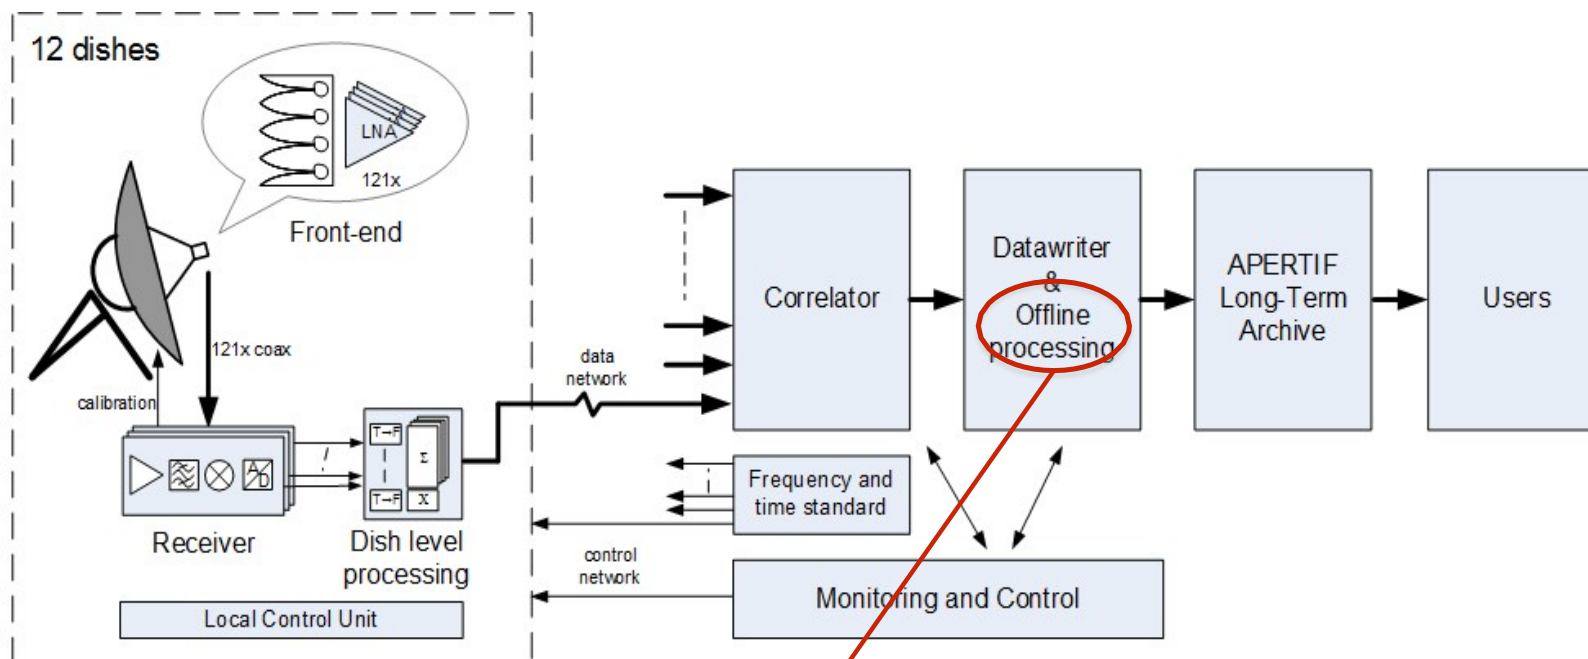 12 dishes
LNA
121x
Front-end
121x coax
calibration
A/D
Receiver
T→F
T→F
Σ
X
Dish level
processing
Local Control Unit
data
network
control
network
Correlator
Frequency and
time standard
Monitoring and Control
Datawriter
&
Offline
processing
APERTIF
Long-Term
Archive
Users